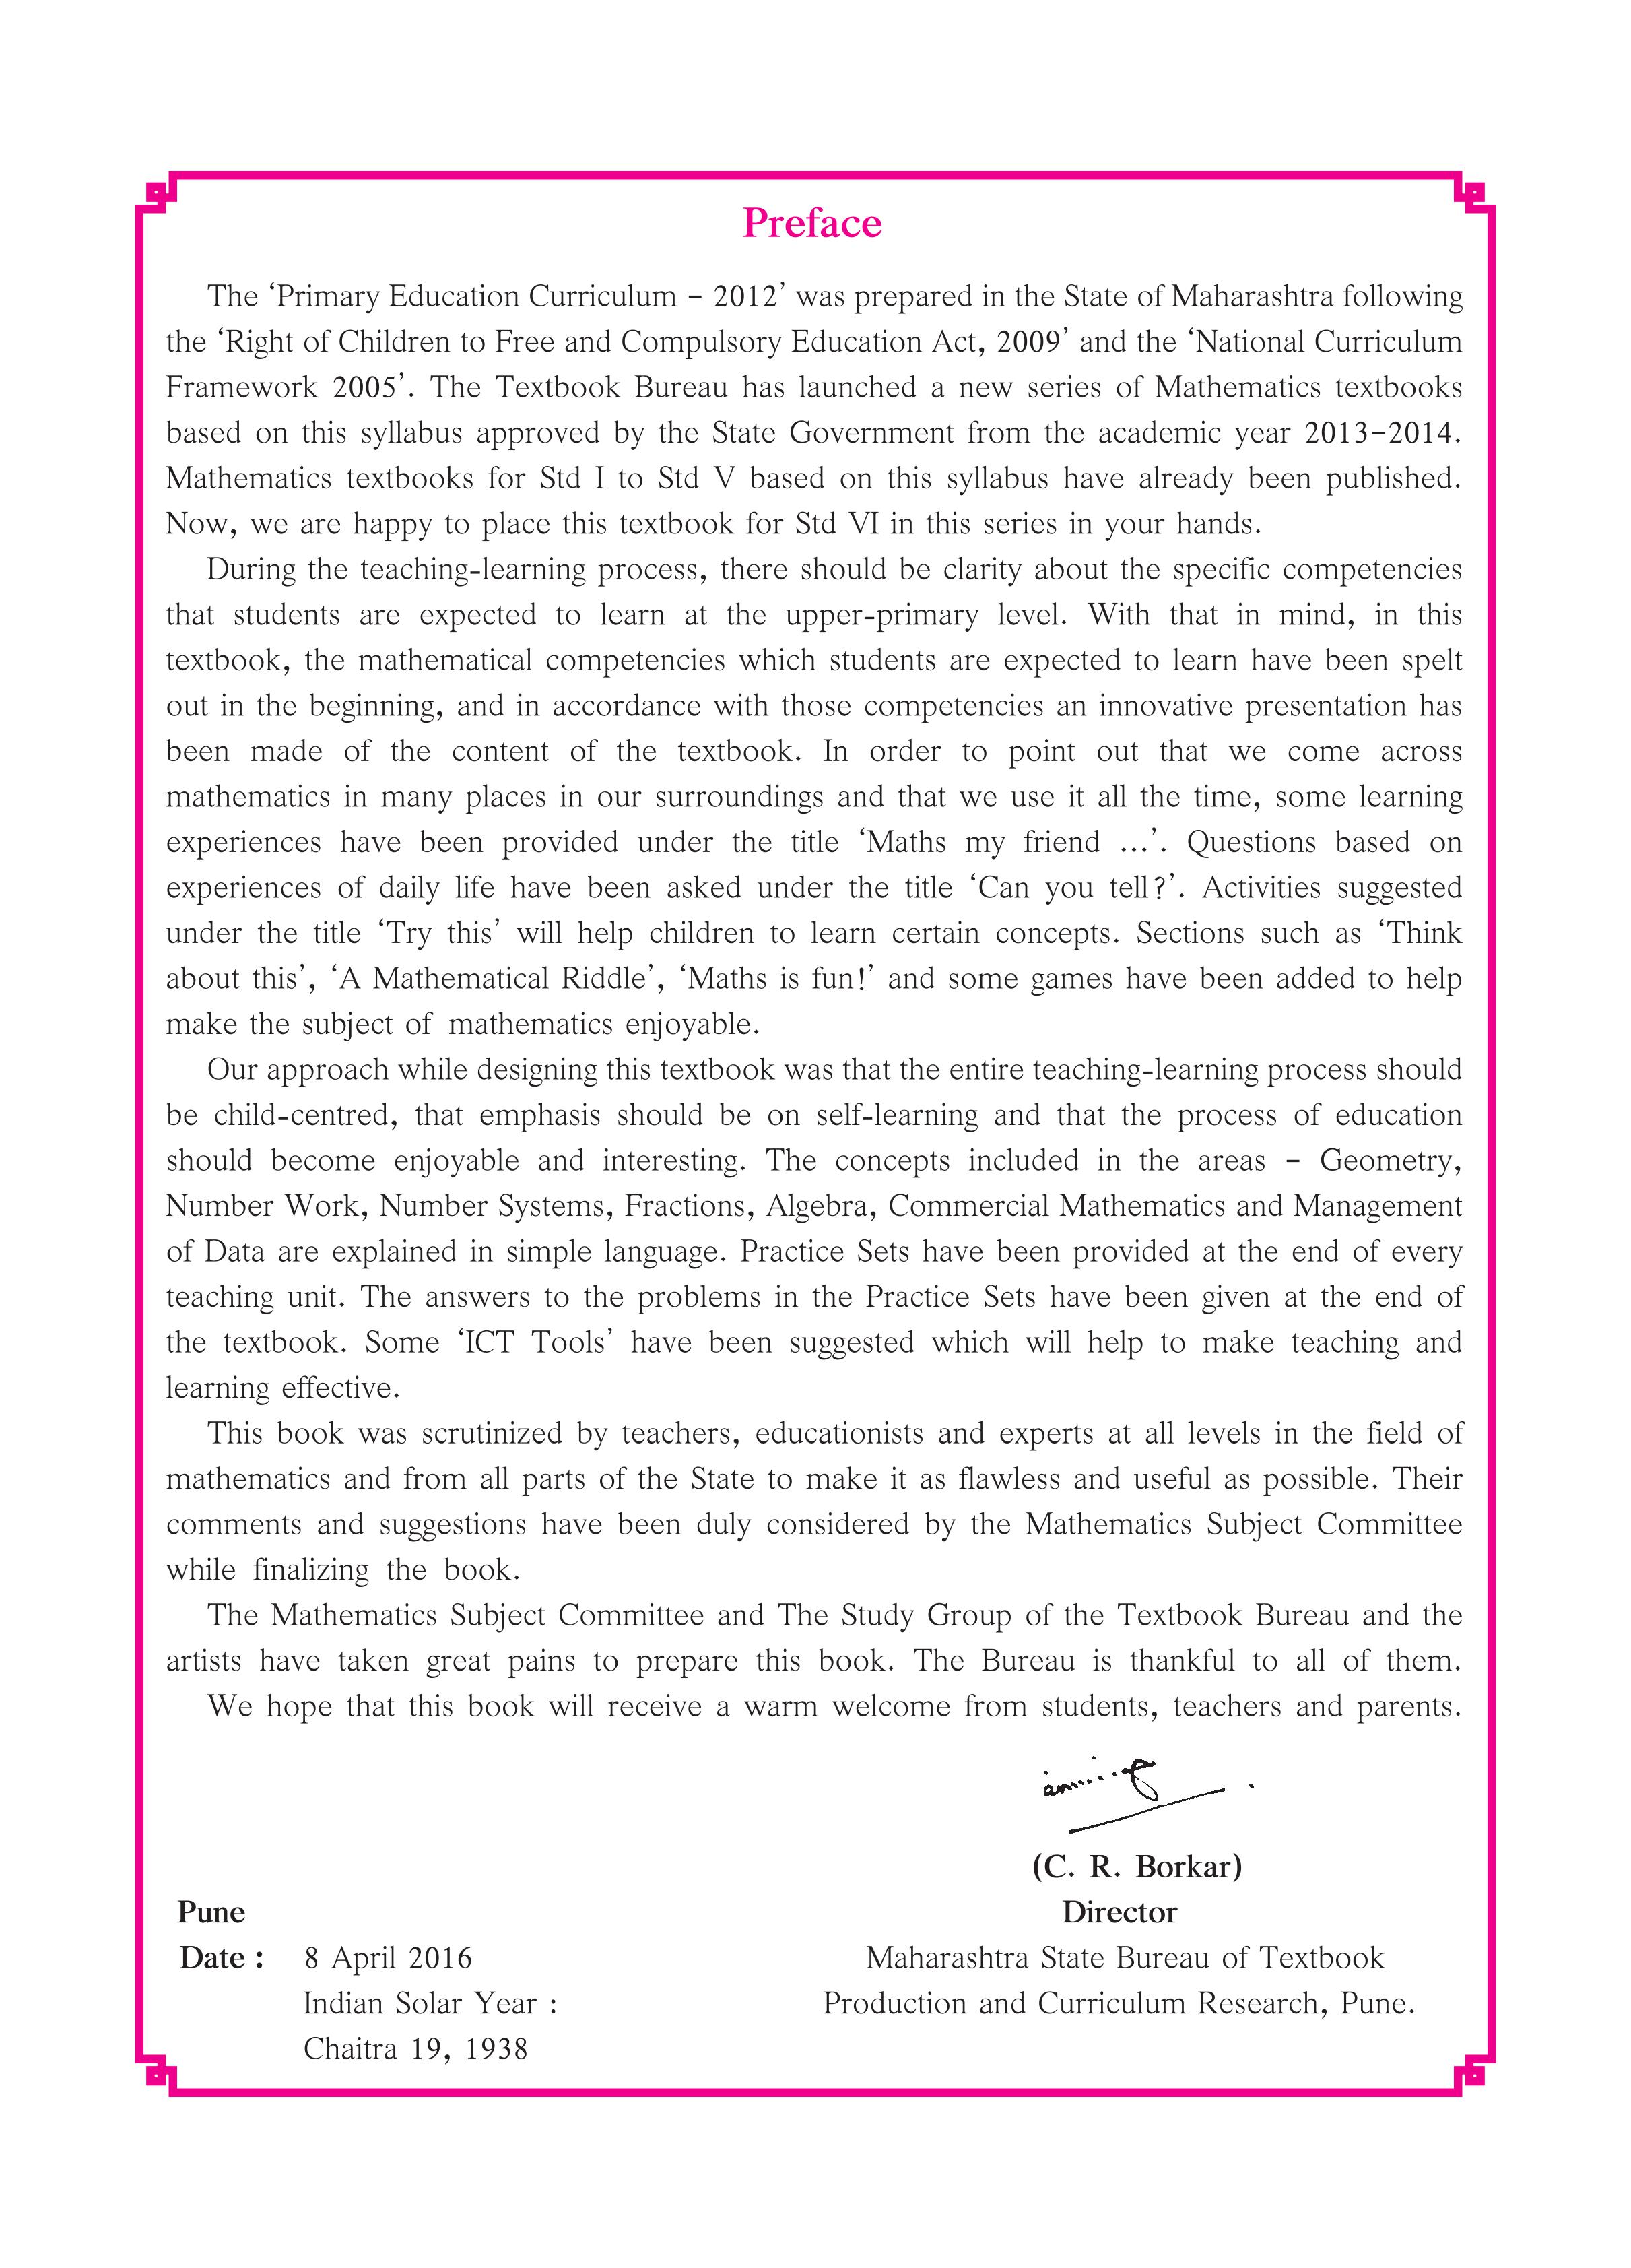 Preface
The ‘Primary Education Curriculum - 2012’ was prepared in the State of Maharashtra following
the ‘Right of Children to Free and Compulsory Education Act, 2009’ and the ‘National Curriculum
Framework 2005’. The Textbook Bureau has launched a new series of Mathematics textbooks
based on this syllabus approved by the State Government from the academic year 2013-2014.
Mathematics textbooks for Std I to Std V based on this syllabus have already been published.
Now, we are happy to place this textbook for Std VI in this series in your hands.
During the teaching-learning process, there should be clarity about the specific competencies
that students are expected to learn at the upper-primary level. With that in mind, in this
textbook, the mathematical competencies which students are expected to learn have been spelt
out in the beginning, and in accordance with those competencies an innovative presentation has
been made of the content of the textbook. In order to point out that we come across
mathematics in many places in our surroundings and that we use it all the time, some learning
experiences have been provided under the title ‘Maths my friend ...’. Questions based on
experiences of daily life have been asked under the title ‘Can you tell?’. Activities suggested
under the title ‘Try this’ will help children to learn certain concepts. Sections such as ‘Think
about this’, ‘A Mathematical Riddle’, ‘Maths is fun!’ and some games have been added to help
make the subject of mathematics enjoyable.
Our approach while designing this textbook was that the entire teaching-learning process should
be child-centred, that emphasis should be on self-learning and that the process of education
should become enjoyable and interesting. The concepts included in the areas - Geometry,
Number Work, Number Systems, Fractions, Algebra, Commercial Mathematics and Management
of Data are explained in simple language. Practice Sets have been provided at the end of every
teaching unit. The answers to the problems in the Practice Sets have been given at the end of
the textbook. Some ‘ICT Tools’ have been suggested which will help to make teaching and
learning effective.
This book was scrutinized by teachers, educationists and experts at all levels in the field of
mathematics and from all parts of the State to make it as flawless and useful as possible. Their
comments and suggestions have been duly considered by the Mathematics Subject Committee
while finalizing the book.
The Mathematics Subject Committee and The Study Group of the Textbook Bureau and the
artists have taken great pains to prepare this book. The Bureau is thankful to all of them.
We hope that this book will receive a warm welcome from students, teachers and parents.
(C. R. Borkar)
Pune Director
Date : 8 April 2016 Maharashtra State Bureau of Textbook
Indian Solar Year : Production and Curriculum Research, Pune.
Chaitra 19, 1938